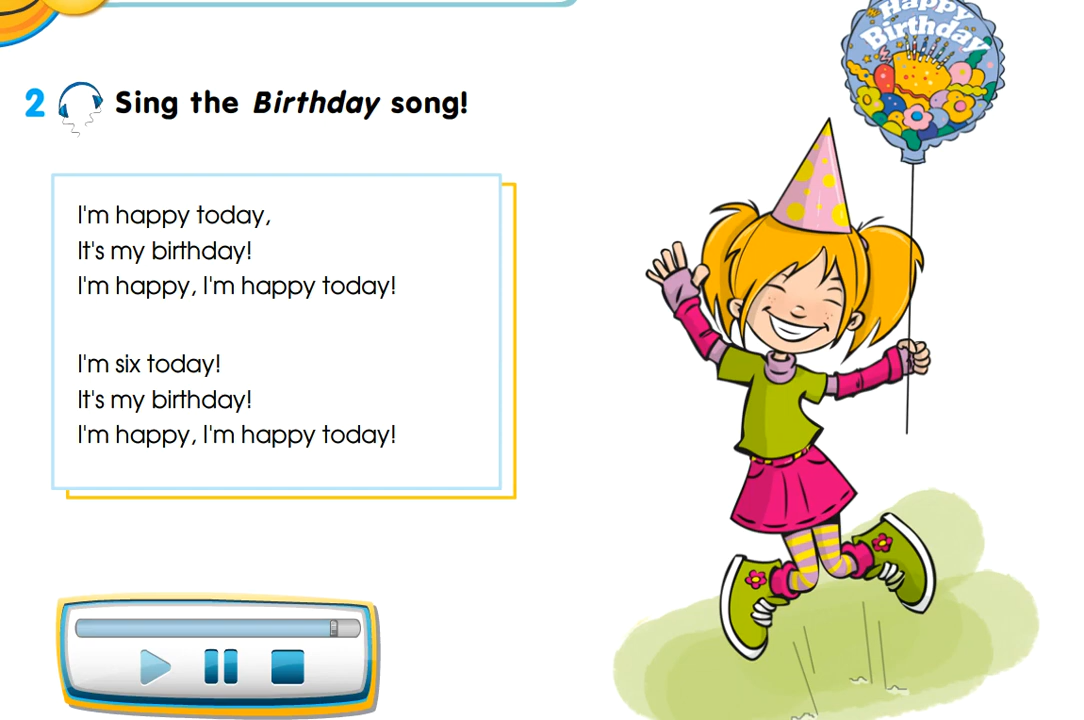 Happy
Birthday
2 Sing the Birthday song!
I'm happy today,
It's my birthday!
I'm happy, I'm happy today!
I'm six today!
It's my birthday!
I'm happy, I'm happy today!